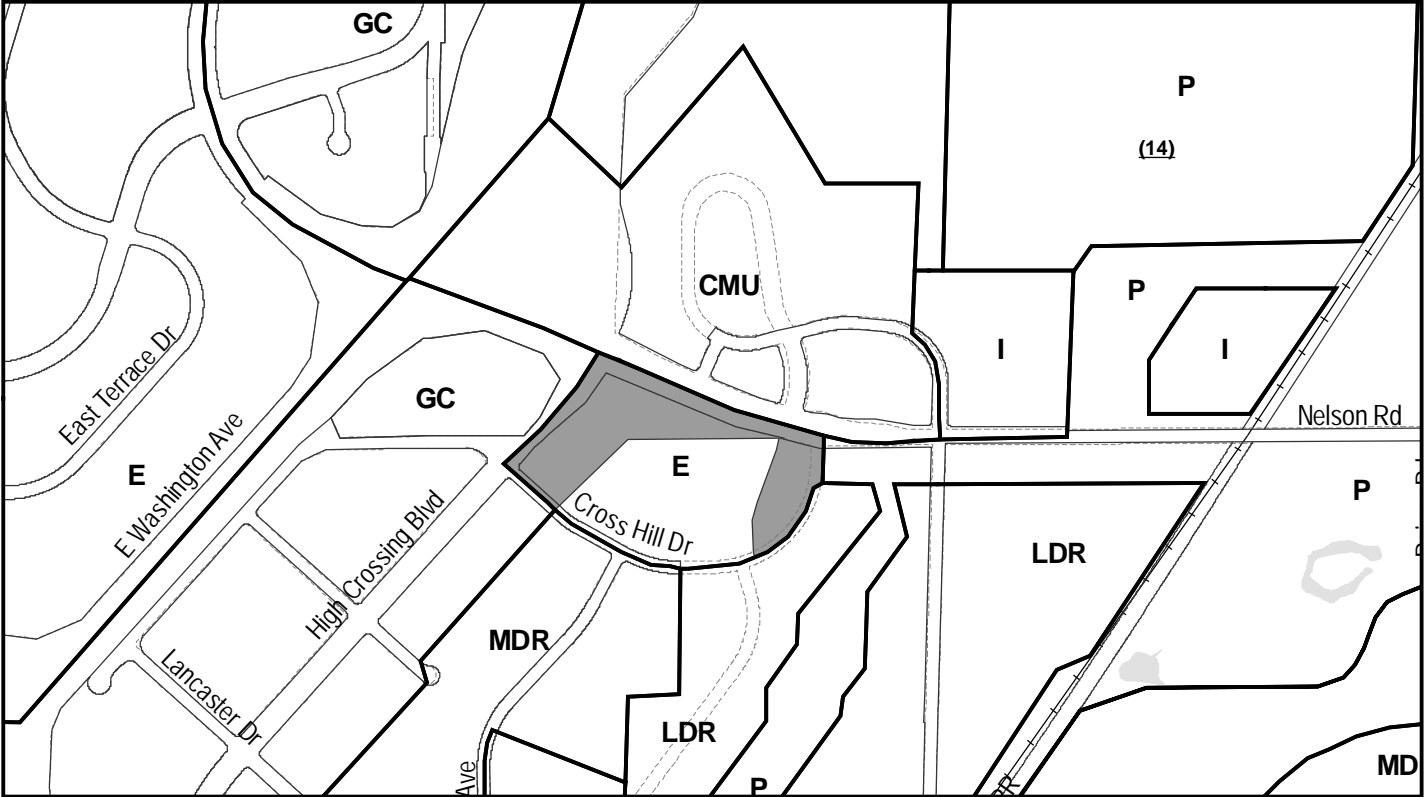 GC
P
(14)
CMU
P
I
I
East Terrace Dr
GC
Nelson Rd
E
E
E Washington Ave
P
Cross Hill Dr
High Crossing Blvd
LDR
MDR
Lancaster Dr
LDR
MD
Ave
P
RR